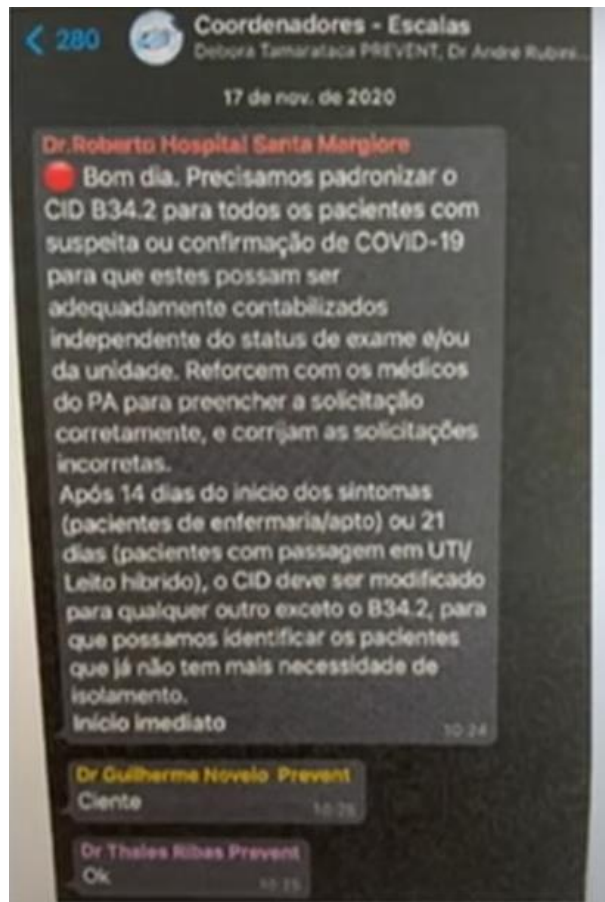 280
Coordenadores - Escalas
Debora Tamarataca PREVENT, Dr André Rubini...
17 de nov. de 2020
Dr.Roberto Hospital Santa Margiore
Bom dia. Precisamos padronizar o
CID B34.2 para todos os pacientes com
suspeita ou confirmação de COVID-19
para que estes possam ser
adequadamente contabilizados
independente do status de exame e/ou
da unidade. Reforcem com os médicos
do PA para preencher a solicitação
corretamente, e corrijam as solicitações
incorretas.
Após 14 dias do inicio dos sintomas
(pacientes de enfermaria/apto) ou 21
dias (pacientes com passagem em UTI/
Leito híbrido), o CID deve ser modificado
para qualquer outro exceto o B34.2, para
que possamos identificar os pacientes
que já não tem mais necessidade de
isolamento.
Início imediato
10:24
Dr Guilherme Novelo Prevent
Ciente
10:25
Dr Thales Ribas Prevent
Ok
10:25